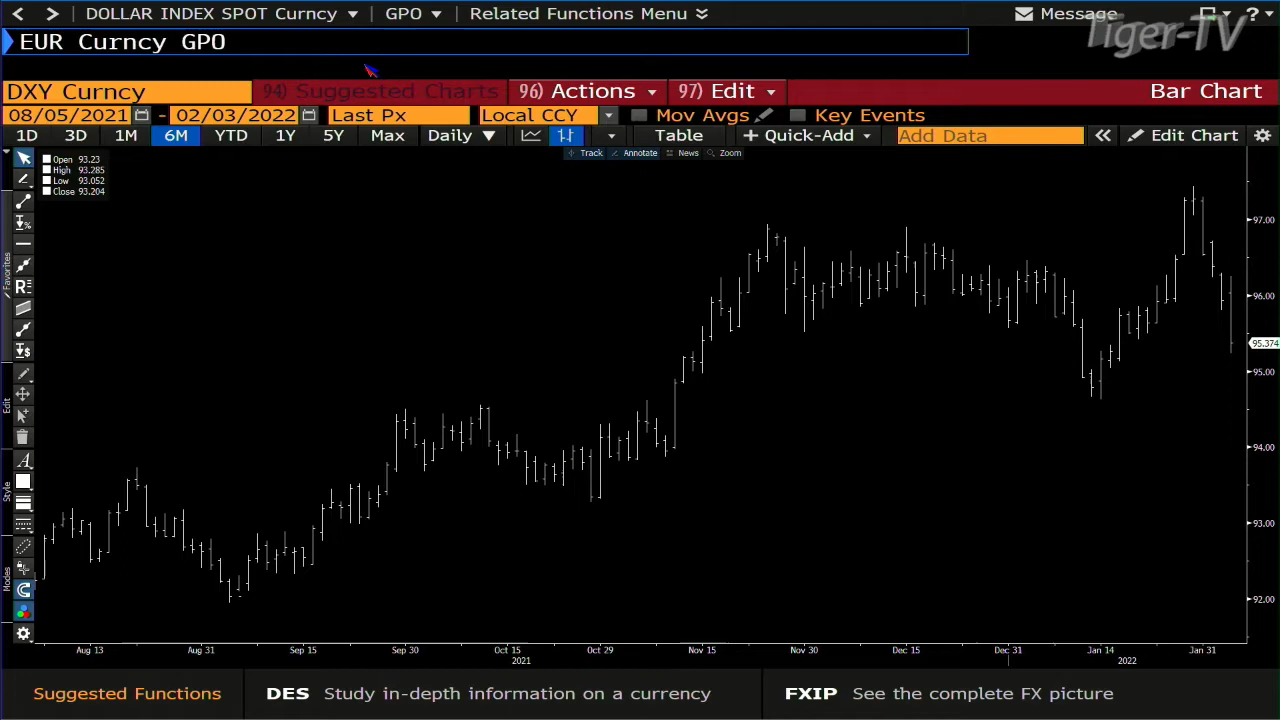 DOLLAR INDEX SPOT Curncy GPO Related Functions Menu Message ?
Tiger-TV
EUR Curncy GPO
DXY Curncy 94) Suggested Charts 96) Actions 97) Edit Bar Chart
08/05/2021 - 02/03/2022 Last Px Local CCY Mov Avgs Key Events
1D 3D 1M 6M YTD 1Y 5Y Max Daily Table + Quick-Add Add Data Edit Chart
Track Annotate News Zoom
Open 93.23
High 93.285
Low 93.052
Close 93.204
97.00
96.00
95.374
95.00
94.00
93.00
92.00
Favorites
Edit
Style
Modes
Aug 13 Aug 31 Sep 15 Sep 30 Oct 15 Oct 29 Nov 15 Nov 30 Dec 15 Dec 31 Jan 14 Jan 31
2021 2022
Suggested Functions DES Study in-depth information on a currency FXIP See the complete FX picture